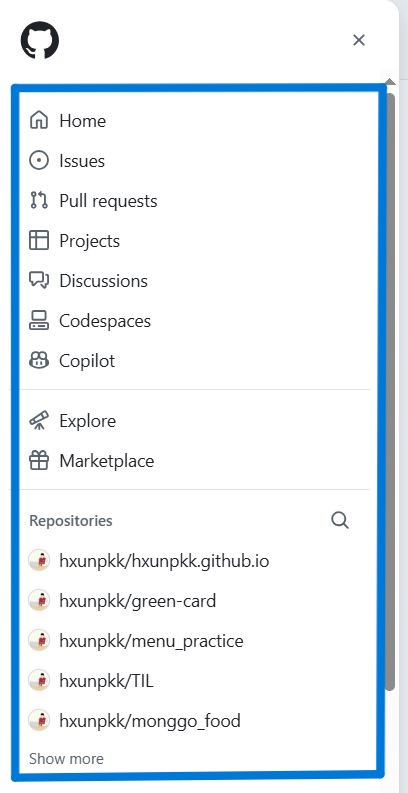 Home
Issues
Pull requests
Projects
Discussions
Codespaces
Copilot
Explore
Marketplace
Repositories
hxunpkk/hxunpkk.github.io
hxunpkk/green-card
hxunpkk/menu_practice
hxunpkk/TIL
hxunpkk/monggo_food
Show more